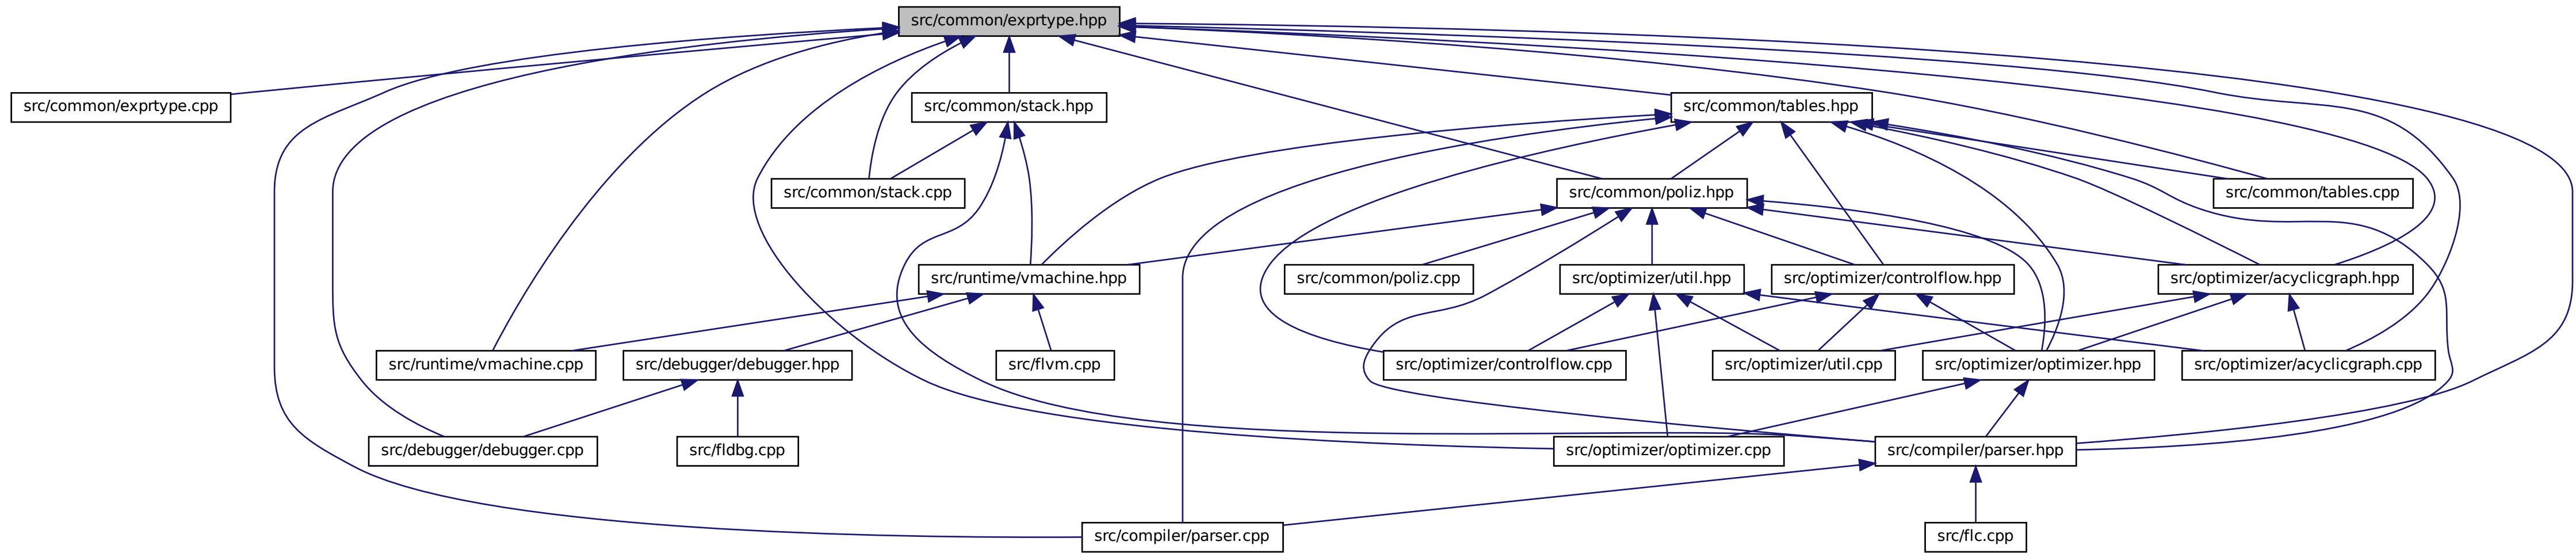 src/common/exprtype.hpp
src/common/exprtype.cpp
src/common/stack.hpp
src/common/tables.hpp
src/common/stack.cpp
src/common/poliz.hpp
src/common/tables.cpp
src/runtime/vmachine.hpp
src/common/poliz.cpp
src/optimizer/util.hpp
src/optimizer/controlflow.hpp
src/optimizer/acyclicgraph.hpp
src/runtime/vmachine.cpp
src/debugger/debugger.hpp
src/flvm.cpp
src/optimizer/controlflow.cpp
src/optimizer/util.cpp
src/optimizer/optimizer.hpp
src/optimizer/acyclicgraph.cpp
src/debugger/debugger.cpp
src/fldbg.cpp
src/optimizer/optimizer.cpp
src/compiler/parser.hpp
src/compiler/parser.cpp
src/flc.cpp